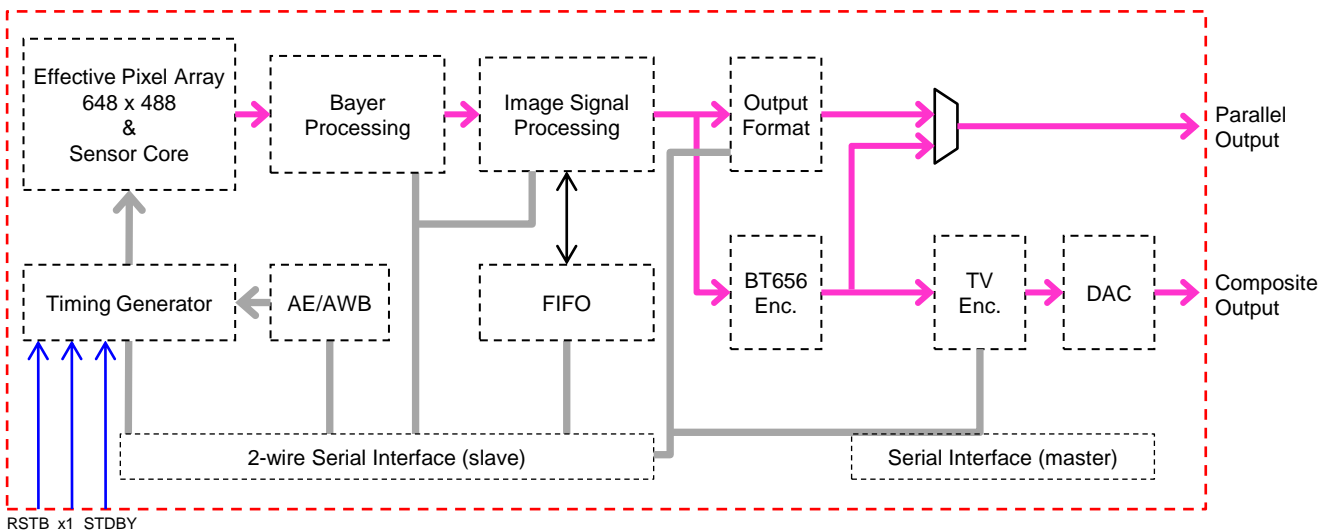 Effective Pixel Array
648 x 488
&
Sensor Core
Bayer
Processing
Image Signal
Processing
Output
Format
Parallel
Output
Timing Generator
AE/AWB
FIFO
BT656
Enc.
TV
Enc.
DAC
Composite
Output
2-wire Serial Interface (slave)
Serial Interface (master)
RSTB x1 STDBY